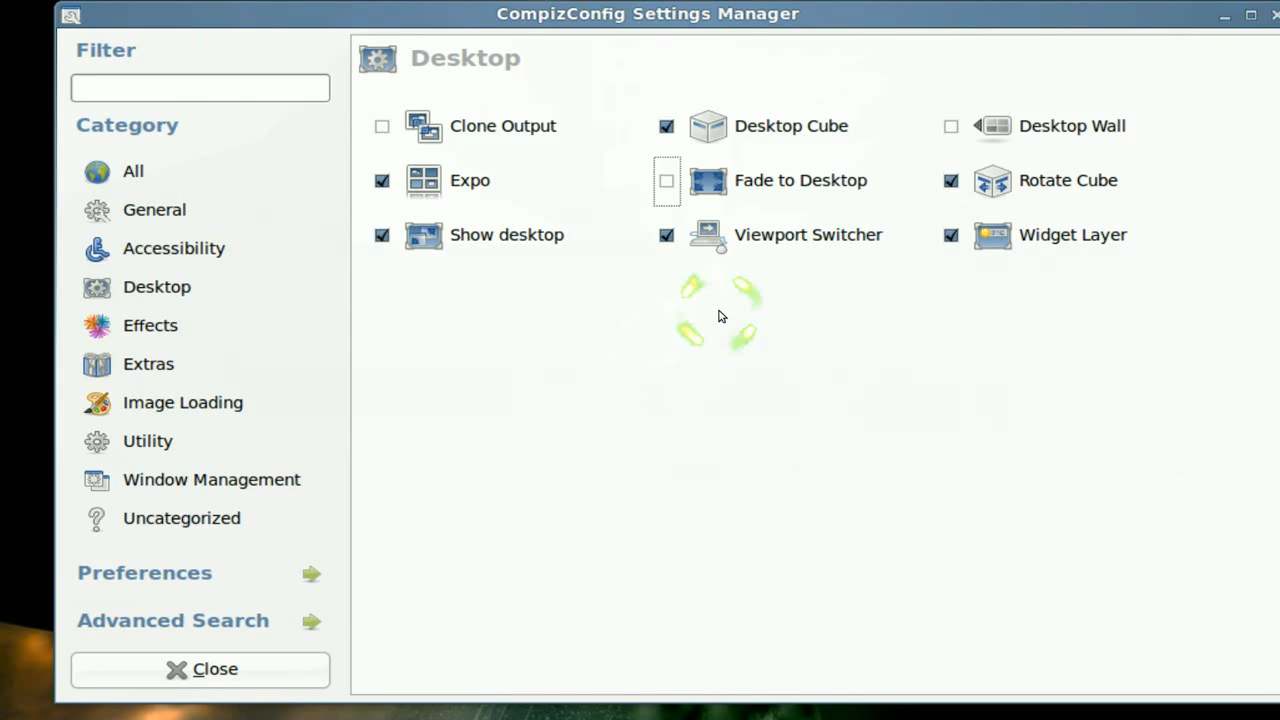 CompizConfig Settings Manager
Filter
Category
All
General
Accessibility
Desktop
Effects
Extras
Image Loading
Utility
Window Management
Uncategorized
Preferences
Advanced Search
Close
Desktop
Clone Output
Desktop Cube
Desktop Wall
Expo
Fade to Desktop
Rotate Cube
Show desktop
Viewport Switcher
Widget Layer